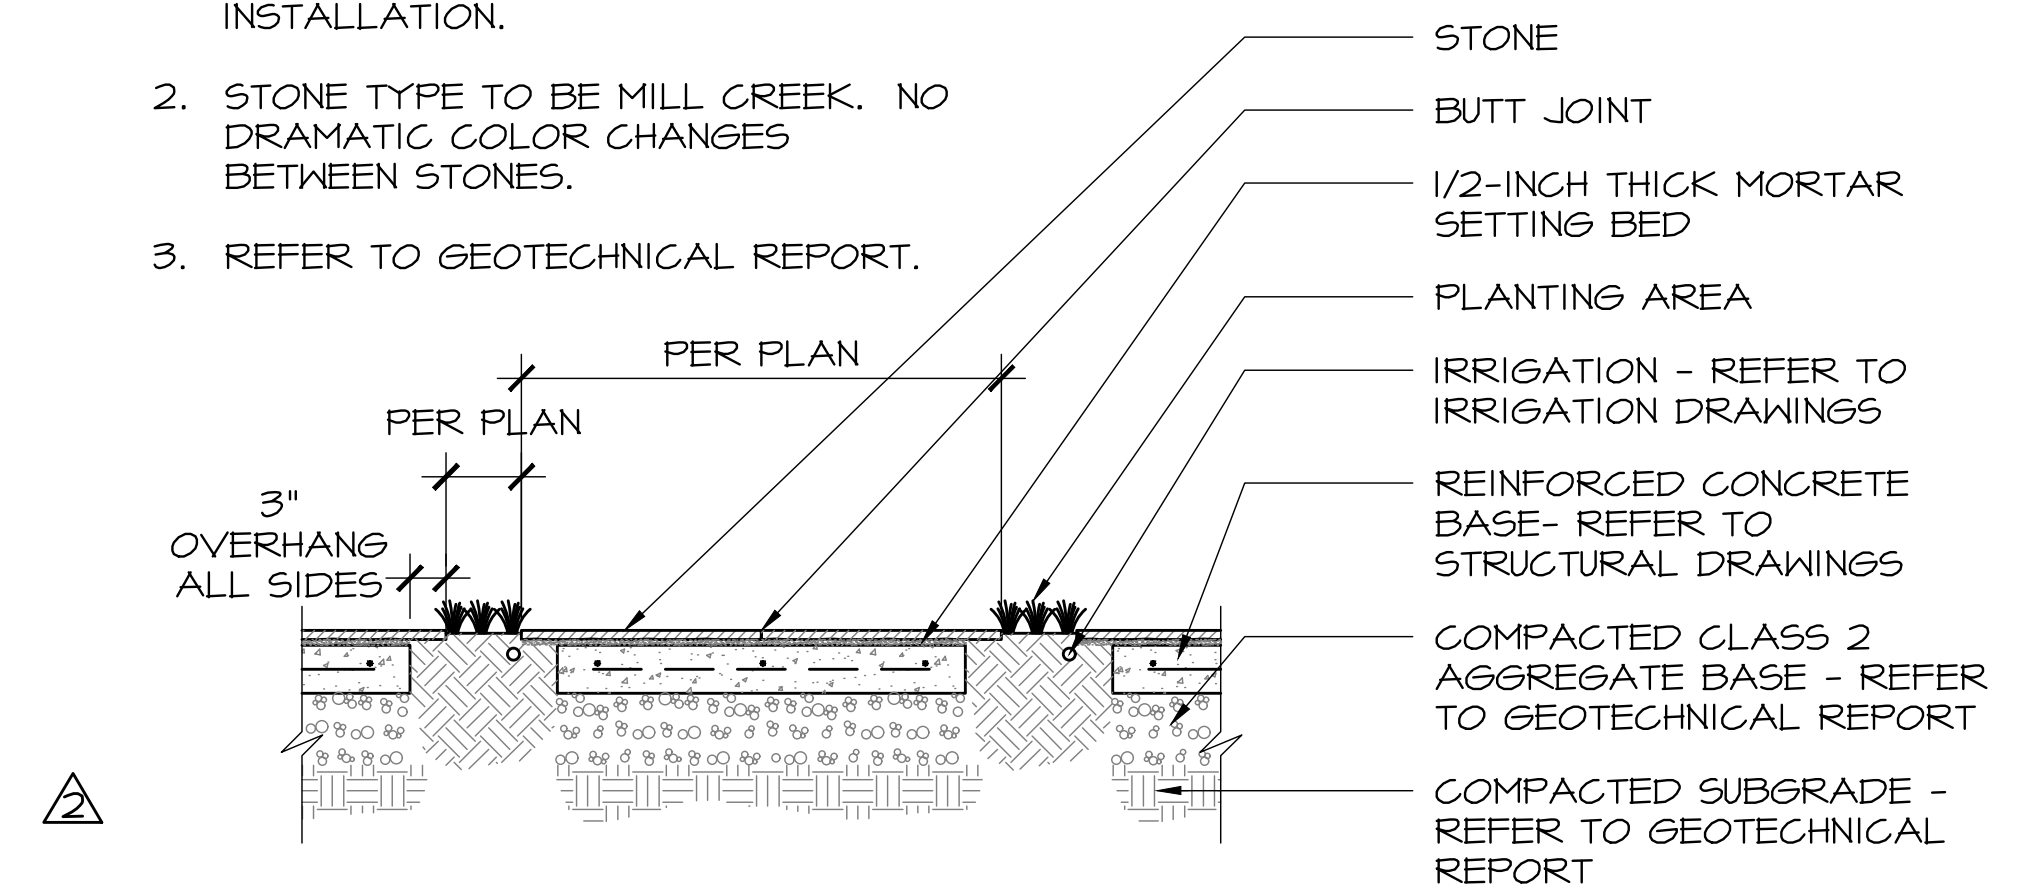 INSTALLATION.
2. STONE TYPE TO BE MILL CREEK. NO
DRAMATIC COLOR CHANGES
BETWEEN STONES.
3. REFER TO GEOTECHNICAL REPORT.
PER PLAN
PER PLAN
3"
OVERHANG
ALL SIDES
2
STONE
BUTT JOINT
1/2-INCH THICK MORTAR
SETTING BED
PLANTING AREA
IRRIGATION - REFER TO
IRRIGATION DRAWINGS
REINFORCED CONCRETE
BASE- REFER TO
STRUCTURAL DRAWINGS
COMPACTED CLASS 2
AGGREGATE BASE - REFER
TO GEOTECHNICAL REPORT
COMPACTED SUBGRADE -
REFER TO GEOTECHNICAL
REPORT